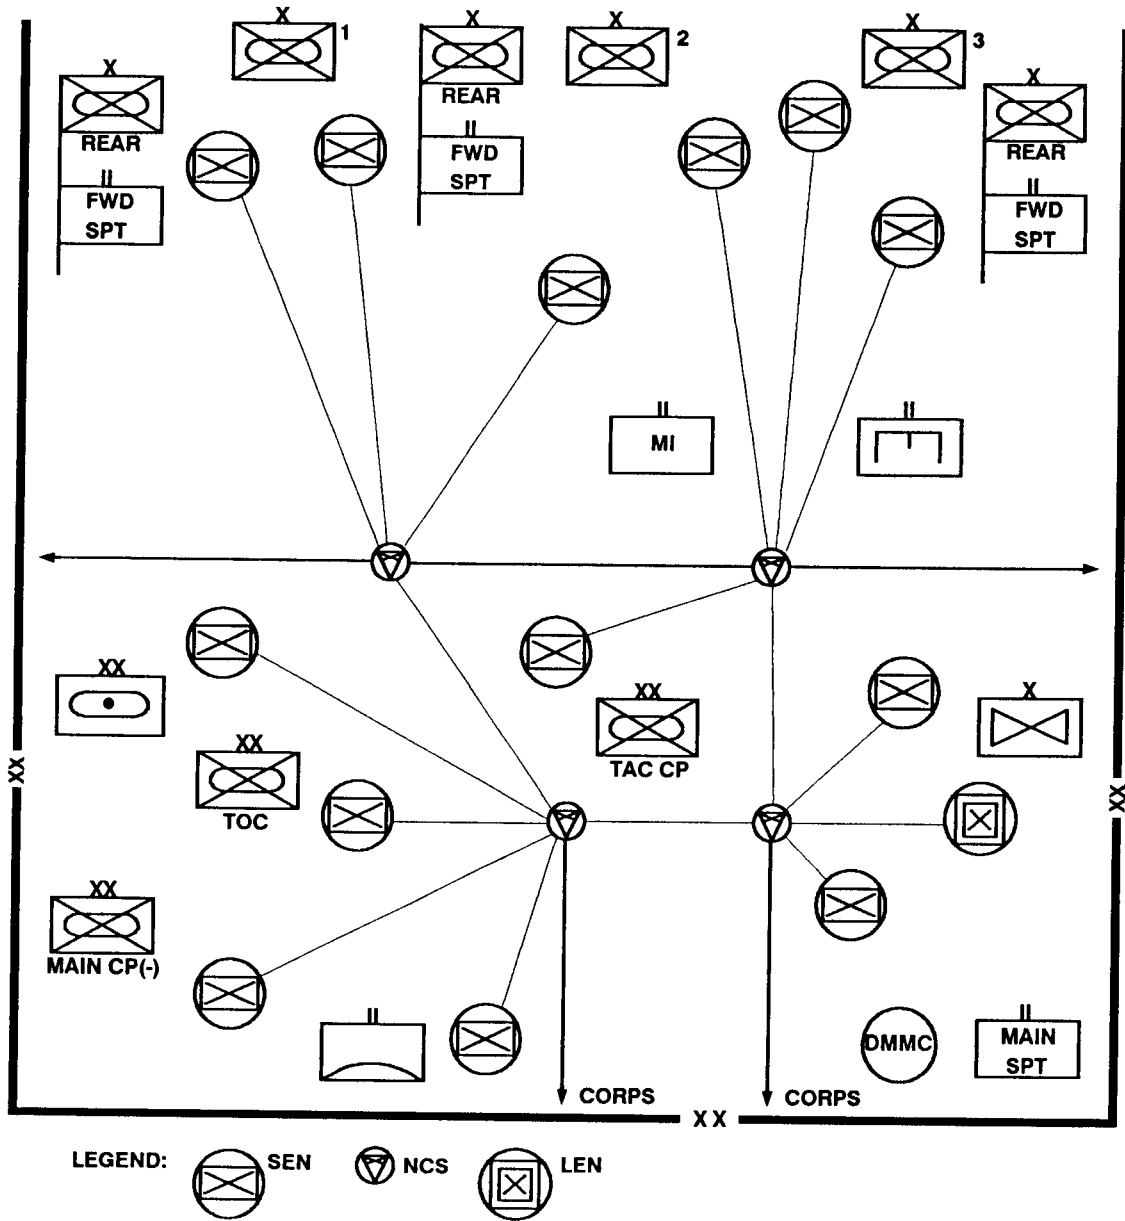 X
1
X
X
2
X
3
X
REAR
II
FWD
SPT
REAR
II
FWD
SPT
X
REAR
II
FWD
SPT
II
MI
II
XX
XX
TOC
XX
TAC CP
X
XX
XX
XX
MAIN CP(-)
II
DMMC
II
MAIN
SPT
CORPS
CORPS
XX
LEGEND:
SEN
NCS
LEN